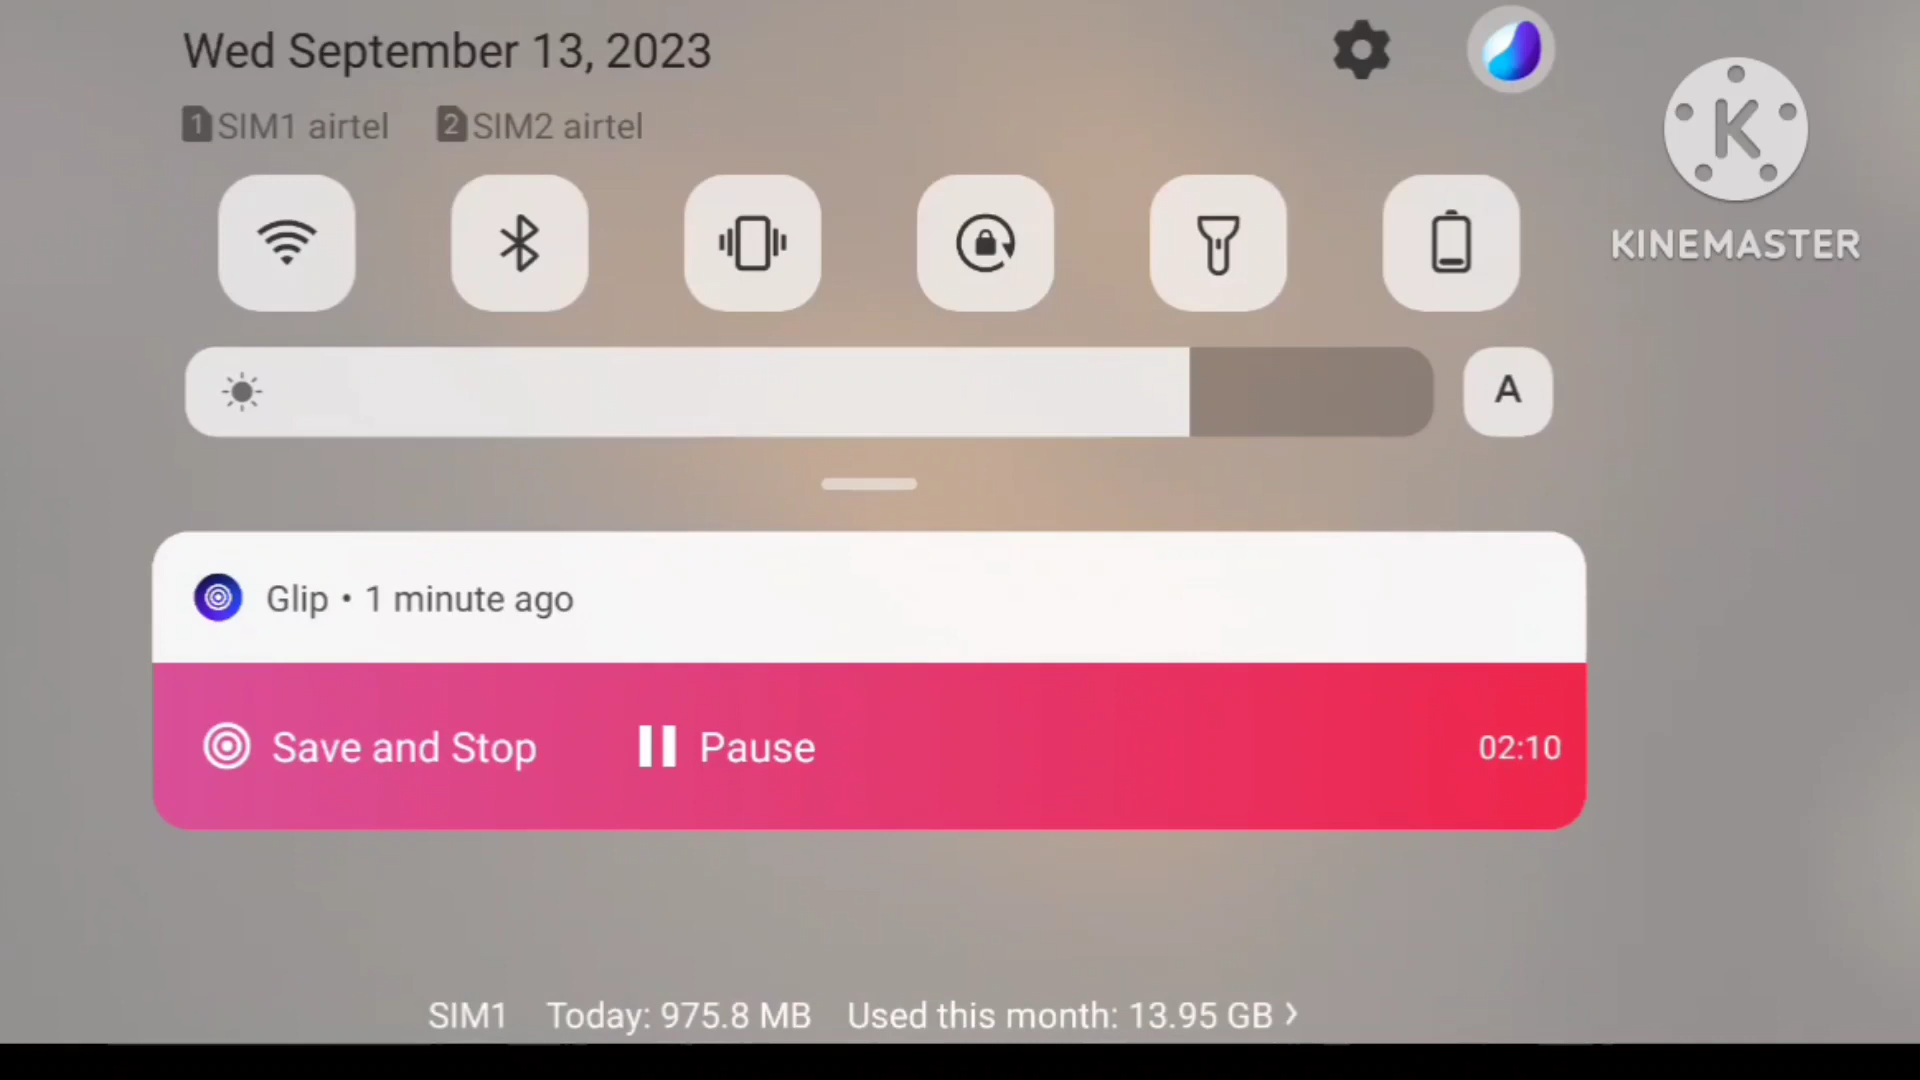 Wed September 13, 2023
1 SIM1 airtel 2 SIM2 airtel
K
KINEMASTER
A
Glip • 1 minute ago
Save and Stop Pause 02:10
SIM1 Today: 975.8 MB Used this month: 13.95 GB >